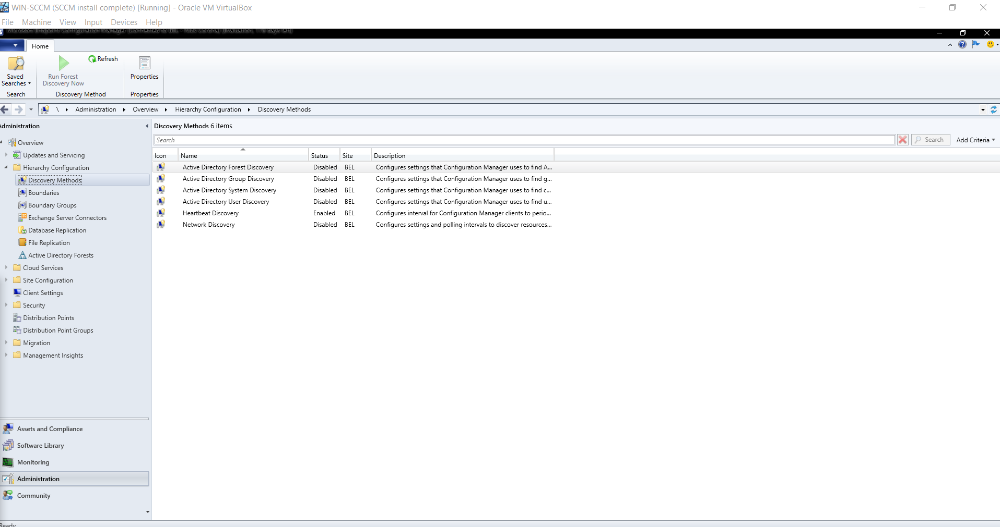 WIN-SCCM (SCCM install complete) [Running] - Oracle VM VirtualBox
File Machine View Input Devices Help
Microsoft Endpoint Configuration Manager (Connected to BEL - Nick Corona) (Evaluation, 178 days left)
Home
Saved Searches
Run Forest Discovery Now
Refresh
Properties
Search
Discovery Method
Properties
\ Administration Overview Hierarchy Configuration Discovery Methods
Administration
Overview
Updates and Servicing
Hierarchy Configuration
Discovery Methods
Boundaries
Boundary Groups
Exchange Server Connectors
Database Replication
File Replication
Active Directory Forests
Cloud Services
Site Configuration
Client Settings
Security
Distribution Points
Distribution Point Groups
Migration
Management Insights
Assets and Compliance
Software Library
Monitoring
Administration
Community
Discovery Methods 6 items
Search
Search
Add Criteria
Icon Name Status Site Description
Active Directory Forest Discovery Disabled BEL Configures settings that Configuration Manager uses to find A...
Active Directory Group Discovery Disabled BEL Configures settings that Configuration Manager uses to find g...
Active Directory System Discovery Disabled BEL Configures settings that Configuration Manager uses to find c...
Active Directory User Discovery Disabled BEL Configures settings that Configuration Manager uses to find u...
Heartbeat Discovery Enabled BEL Configures interval for Configuration Manager clients to perio...
Network Discovery Disabled BEL Configures settings and polling intervals to discover resources...
Ready